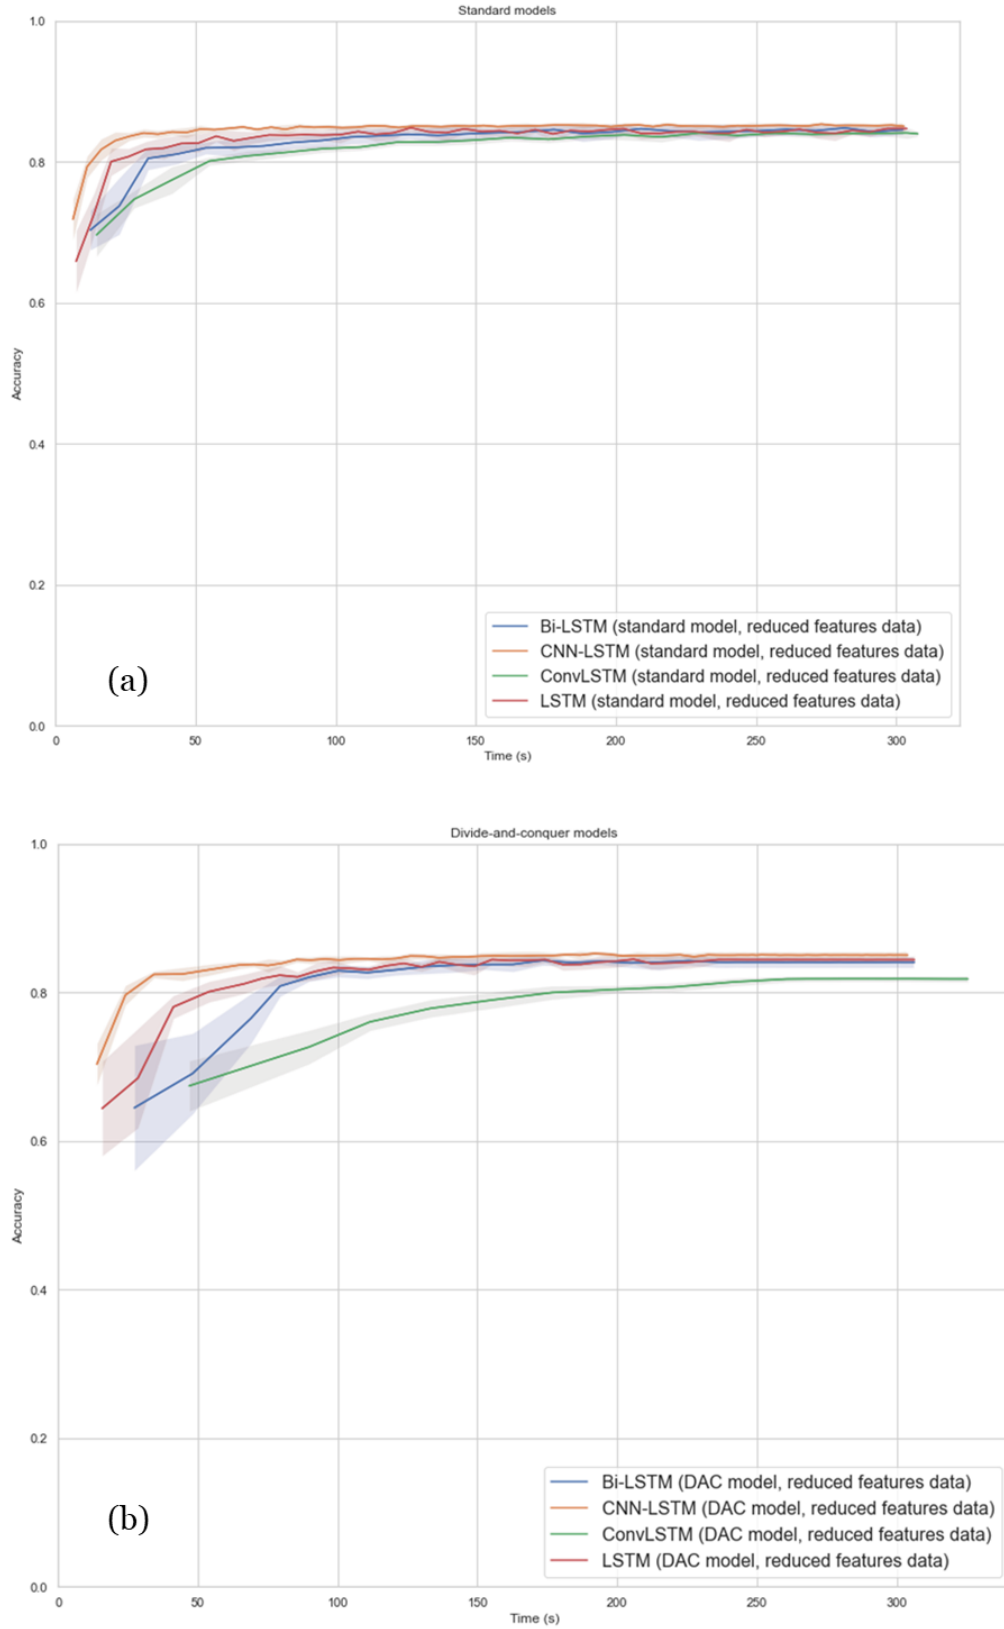 Standard models
1.0
0.8
0.6
0.4
0.2
0.0
Accuracy
Bi-LSTM (standard model, reduced features data)
CNN-LSTM (standard model, reduced features data)
ConvLSTM (standard model, reduced features data)
LSTM (standard model, reduced features data)
(a)
0 50 100 150 200 250 300
Time (s)
Divide-and-conquer models
1.0
0.8
0.6
0.4
0.2
0.0
Accuracy
Bi-LSTM (DAC model, reduced features data)
CNN-LSTM (DAC model, reduced features data)
ConvLSTM (DAC model, reduced features data)
LSTM (DAC model, reduced features data)
(b)
0 50 100 150 200 250 300
Time (s)